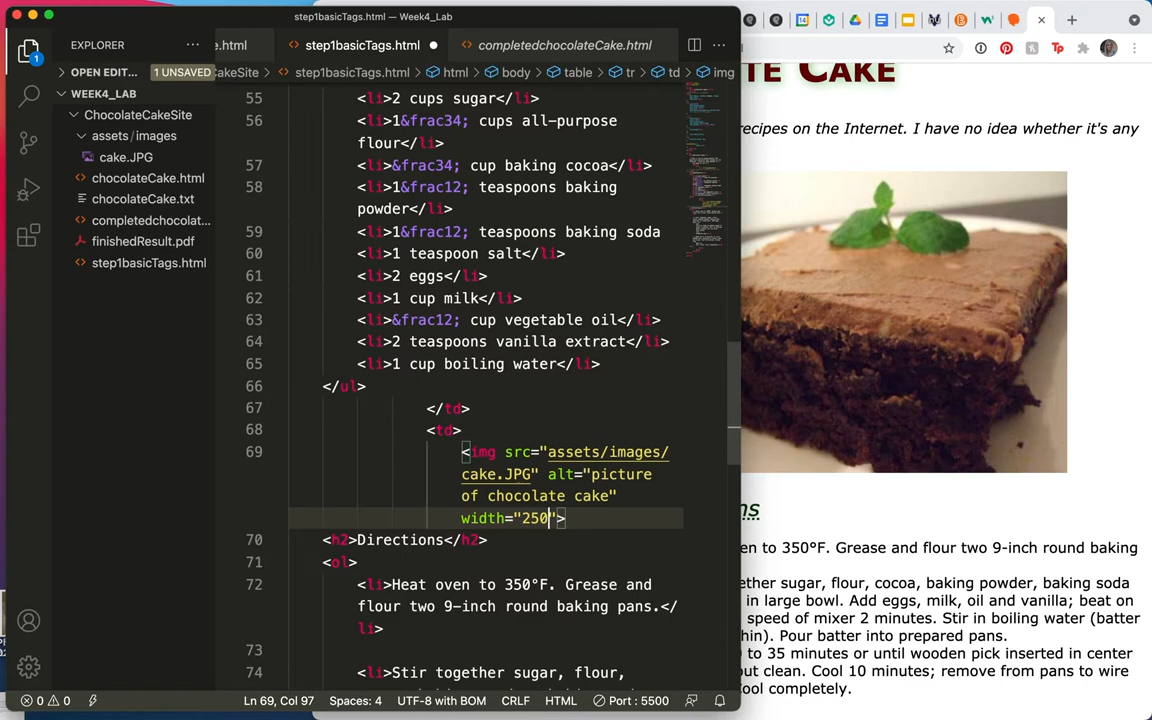 step1basicTags.html — Week4_Lab
EXPLORER
e.html
step1basicTags.html
completedchocolateCake.html
OPEN EDIT...
1 UNSAVED
CakeSite > step1basicTags.html > html > body > table > tr > td > img
WEEK4_LAB
ChocolateCakeSite
assets / images
cake.JPG
chocolateCake.html
chocolateCake.txt
completedchocolat...
finishedResult.pdf
step1basicTags.html
1
55 <li>2 cups sugar</li>
56 <li>1&frac34; cups all-purpose
flour</li>
57 <li>&frac34; cup baking cocoa</li>
58 <li>1&frac12; teaspoons baking
powder</li>
59 <li>1&frac12; teaspoons baking soda
60 <li>1 teaspoon salt</li>
61 <li>2 eggs</li>
62 <li>1 cup milk</li>
63 <li>&frac12; cup vegetable oil</li>
64 <li>2 teaspoons vanilla extract</li>
65 <li>1 cup boiling water</li>
66 </ul>
67 </td>
68 <td>
69 <img src="assets/images/
cake.JPG" alt="picture
of chocolate cake"
width="250">
70 <h2>Directions</h2>
71 <ol>
72 <li>Heat oven to 350°F. Grease and
flour two 9-inch round baking pans.</
li>
73
74 <li>Stir together sugar, flour,
0 0
Ln 69, Col 97
Spaces: 4
UTF-8 with BOM
CRLF
HTML
Port : 5500
TE CAKE
recipes on the Internet. I have no idea whether it's any
ns
en to 350°F. Grease and flour two 9-inch round baking
ether sugar, flour, cocoa, baking powder, baking soda
in large bowl. Add eggs, milk, oil and vanilla; beat on
speed of mixer 2 minutes. Stir in boiling water (batter
hin). Pour batter into prepared pans.
to 35 minutes or until wooden pick inserted in center
out clean. Cool 10 minutes; remove from pans to wire
ool completely.